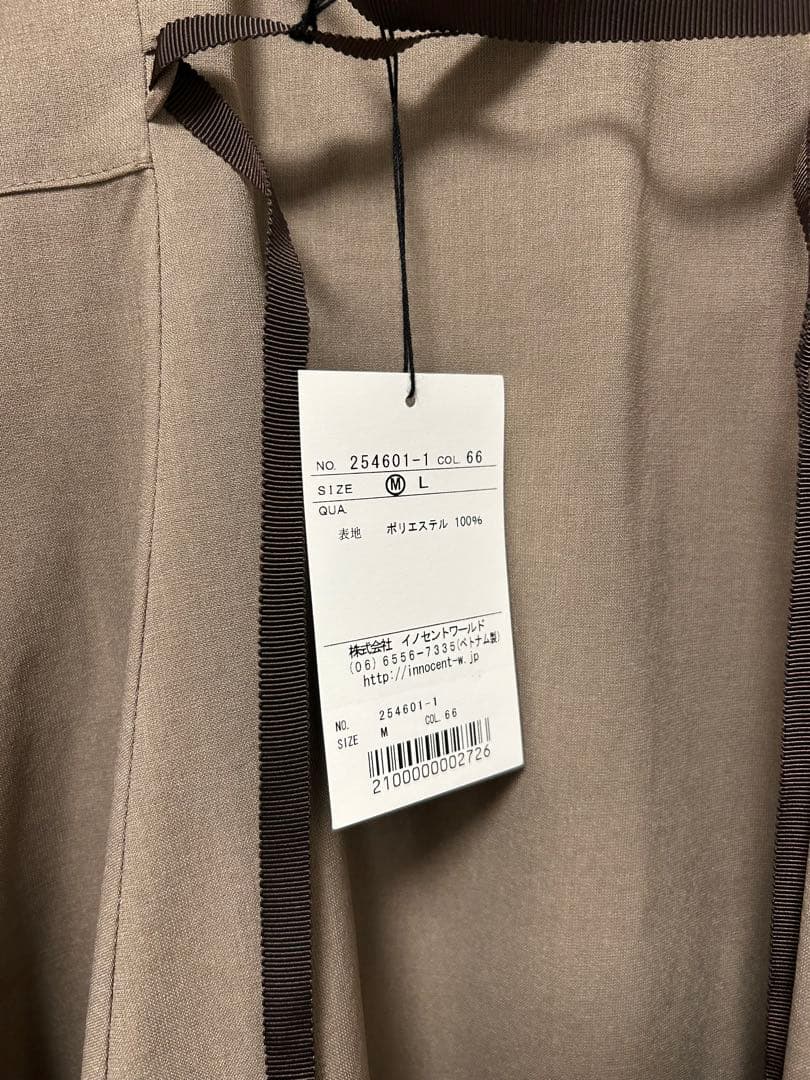 NO. 254601-1 COL. 66
SIZE Ⓜ L
QUA.
表地 ポリエステル 100%
株式会社 イノセントワールド
(06) 6556-7335(ベトナム製)
http://innocent-w.jp
NO. 254601-1
SIZE M COL. 66
2100000002726